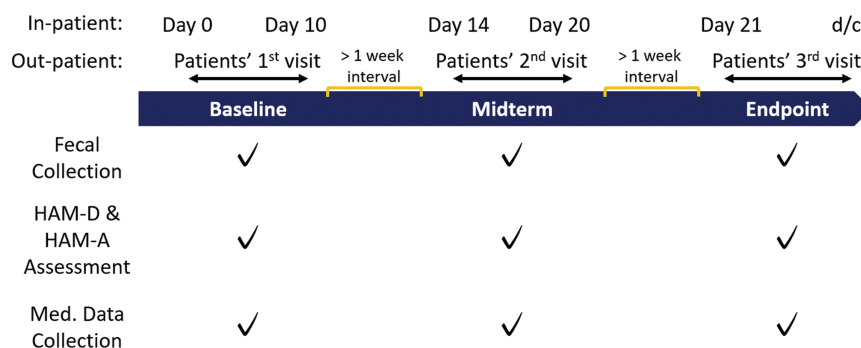 In-patient: Day 0 Day 10 Day 14 Day 20 Day 21 d/c
Out-patient: Patients' 1st visit > 1 week interval Patients' 2nd visit > 1 week interval Patients' 3rd visit
Baseline Midterm Endpoint
Fecal
Collection
HAM-D &
HAM-A
Assessment
Med. Data
Collection